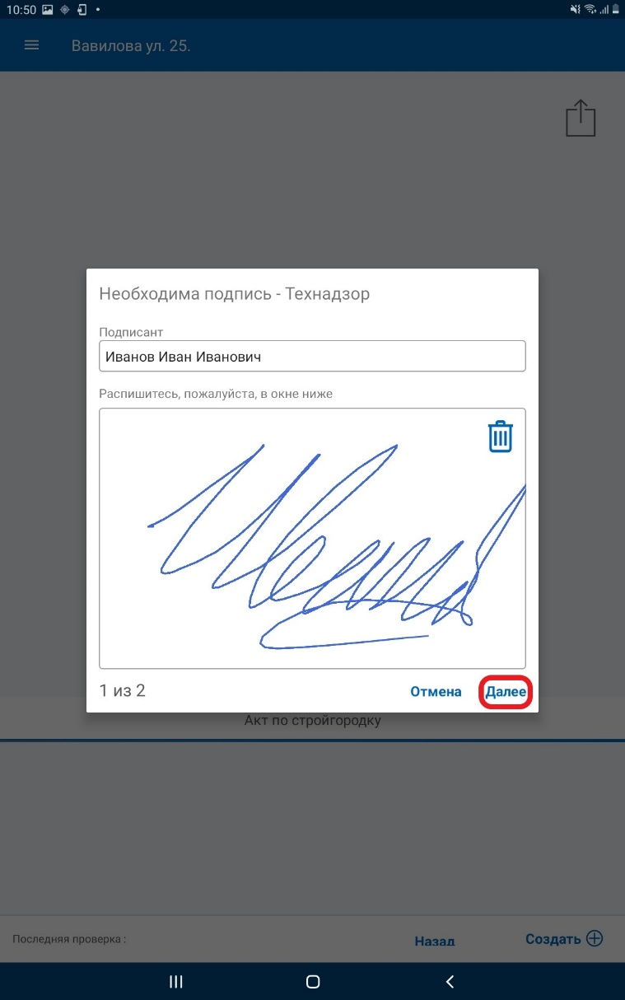 10:50
Вавилова ул. 25.
Необходима подпись - Технадзор
Подписант
Иванов Иван Иванович
Распишитесь, пожалуйста, в окне ниже
1 из 2
Отмена Далее
Акт по стройгородку
Последняя проверка : Назад Создать